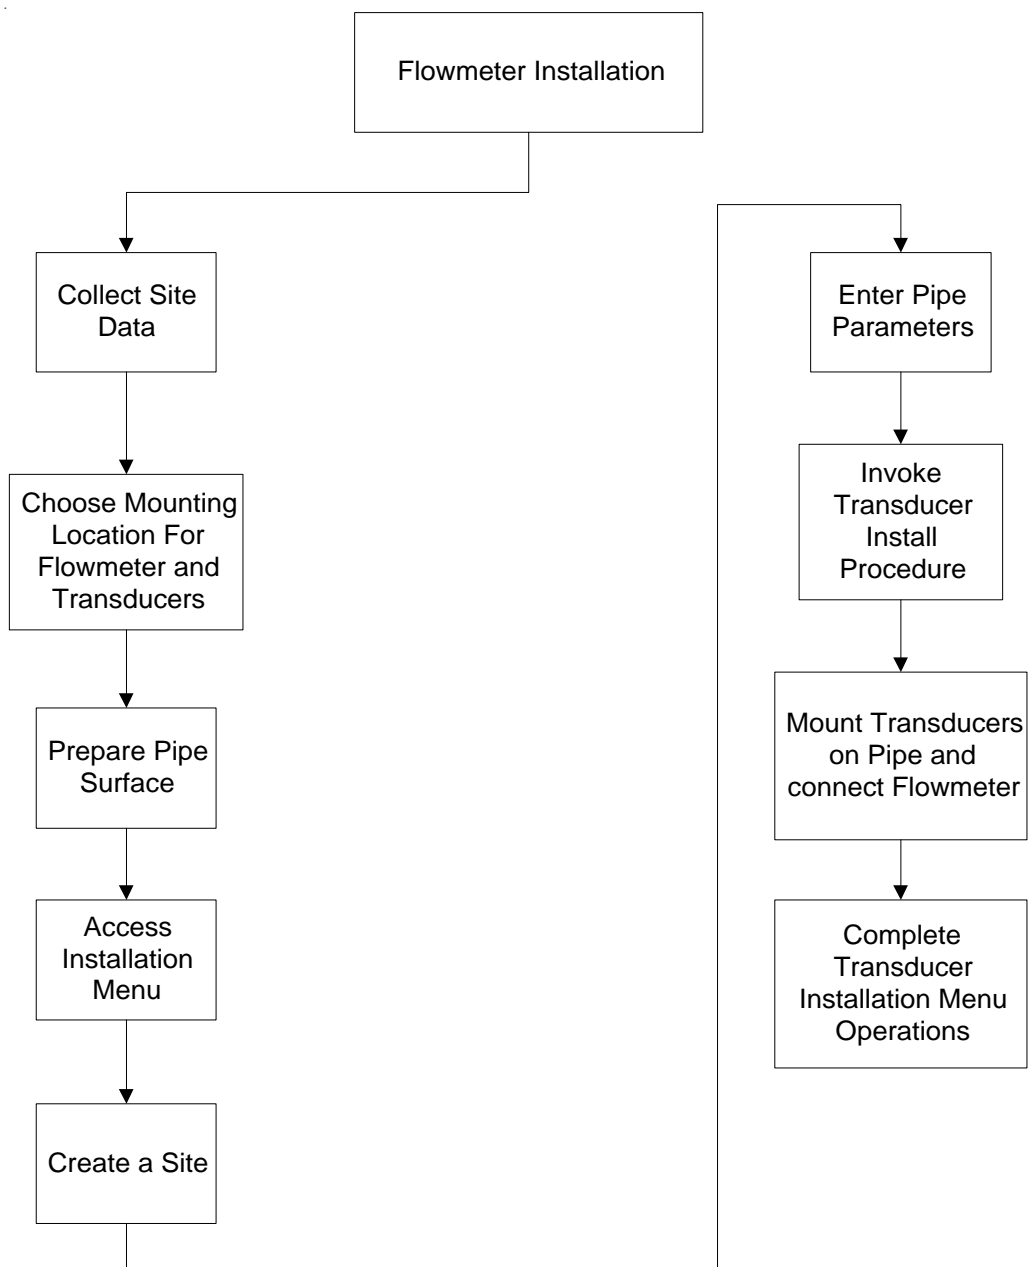 Flowmeter Installation
Collect Site
Data
Choose Mounting
Location For
Flowmeter and
Transducers
Prepare Pipe
Surface
Access
Installation
Menu
Create a Site
Enter Pipe
Parameters
Invoke
Transducer
Install
Procedure
Mount Transducers
on Pipe and
connect Flowmeter
Complete
Transducer
Installation Menu
Operations